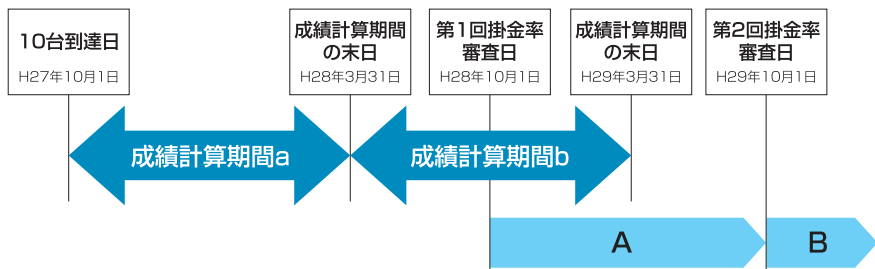 10台到達日
H27年10月1日
成績計算期間
の末日
H28年3月31日
第1回掛金率
審査日
H28年10月1日
成績計算期間
の末日
H29年3月31日
第2回掛金率
審査日
H29年10月1日
成績計算期間a
成績計算期間b
A
B